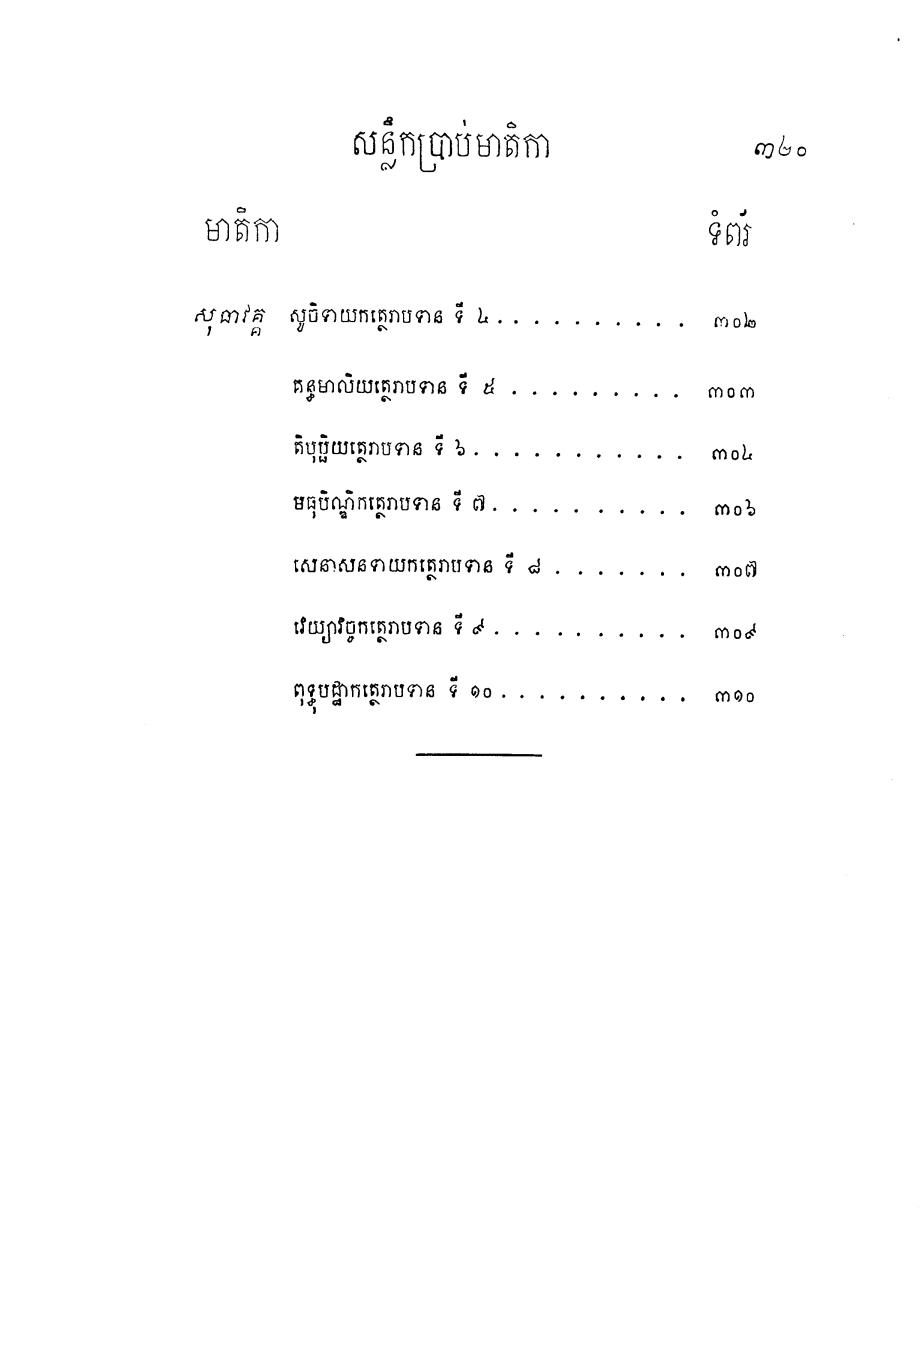 សន្លឹកប្រាប់មាតិកា ៣៤០
មាតិកា ទំព័រ
សុធាវគ្គ សូចិទាយកត្ថេរាបទាន ទី ៤ . . . . . . . . . . ៣០២
គន្ធមាលិយត្ថេរាបទាន ទី ៥ . . . . . . . . . ៣០៣
តិបុប្ផិយត្ថេរាបទាន ទី ៦ . . . . . . . . . . . ៣០៤
មធុបិណ្ឌិកត្ថេរាបទាន ទី ៧ . . . . . . . . . . ៣០៦
សេនាសនទាយកត្ថេរាបទាន ទី ៨ . . . . . . . ៣០៧
វេយ្យាវច្ចកត្ថេរាបទាន ទី ៩ . . . . . . . . . . ៣០៩
ពុទ្ធុបដ្ឋាកត្ថេរាបទាន ទី ១០ . . . . . . . . . . ៣១០